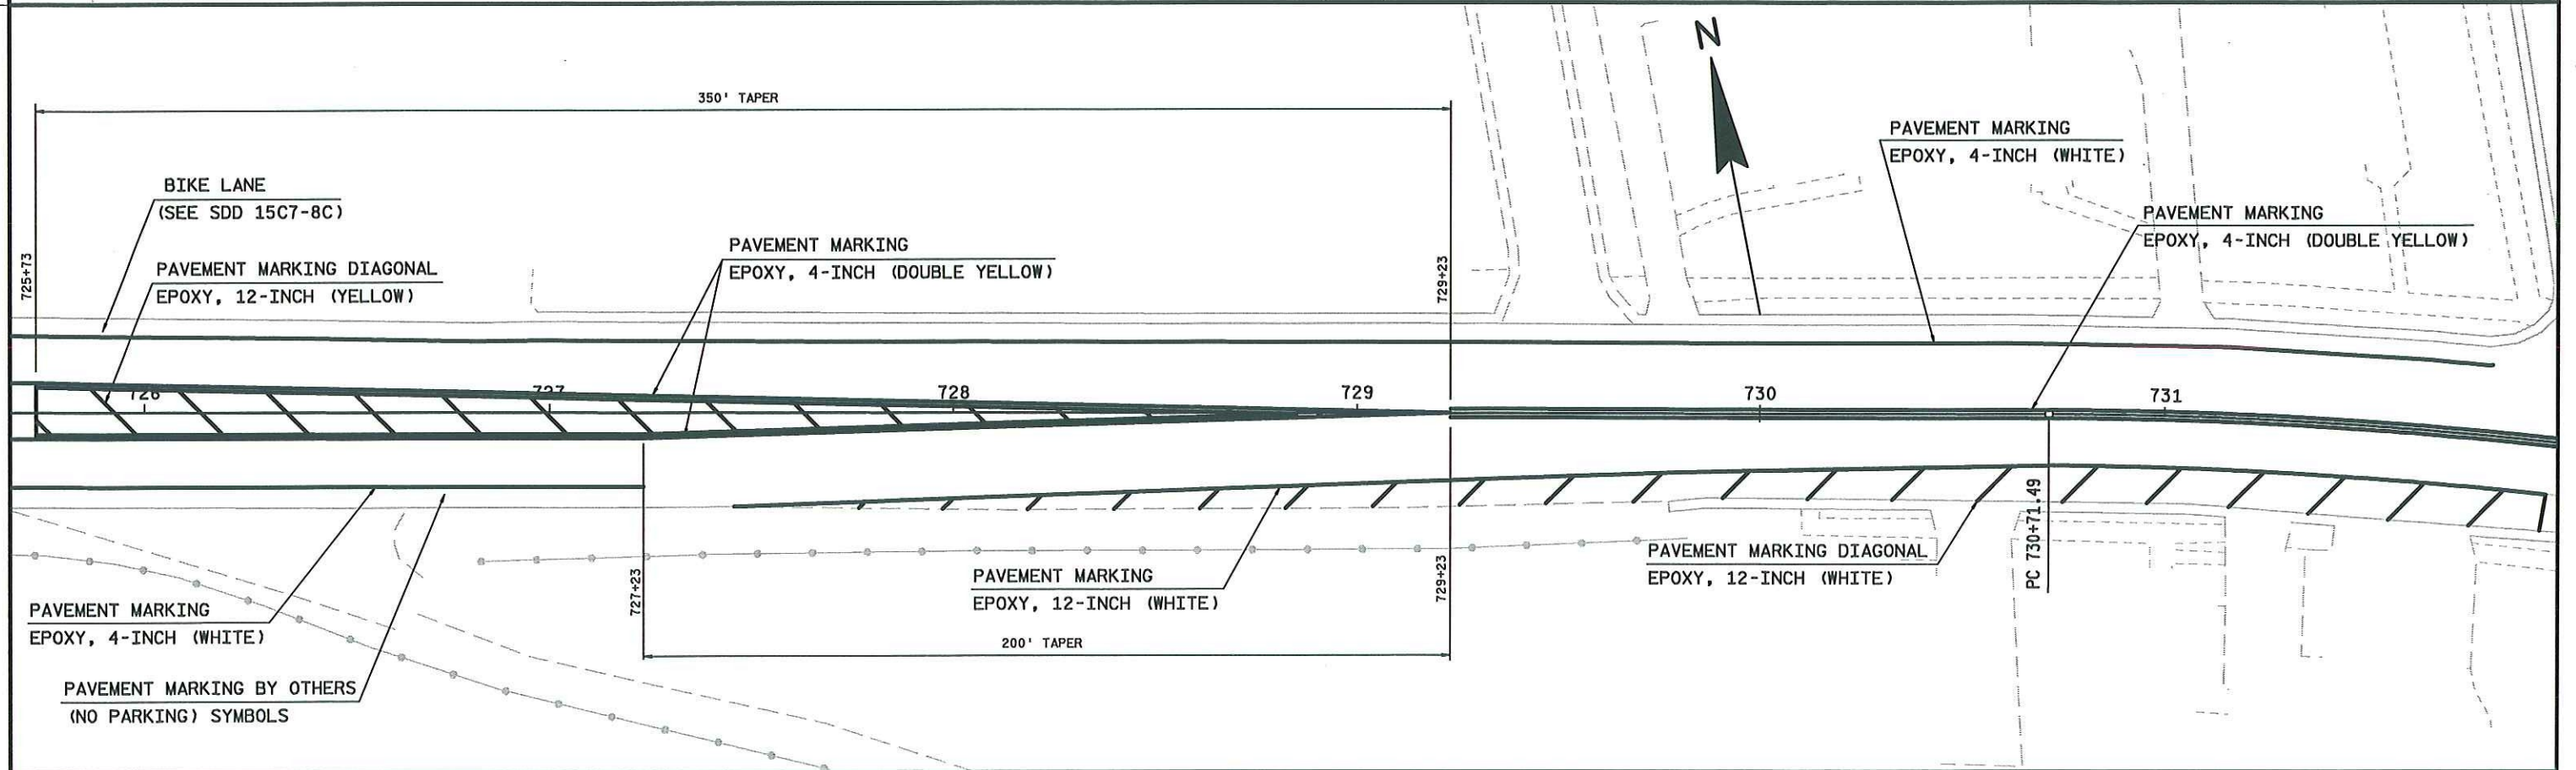 N
350' TAPER
PAVEMENT MARKING
EPOXY, 4-INCH (WHITE)
BIKE LANE
(SEE SDD 15C7-8C)
PAVEMENT MARKING
EPOXY, 4-INCH (DOUBLE YELLOW)
PAVEMENT MARKING
EPOXY, 4-INCH (DOUBLE YELLOW)
725+73
PAVEMENT MARKING DIAGONAL
EPOXY, 12-INCH (YELLOW)
729+23
726
727
728
729
730
731
PC 730+71.49
PAVEMENT MARKING DIAGONAL
EPOXY, 12-INCH (WHITE)
PAVEMENT MARKING
EPOXY, 12-INCH (WHITE)
727+23
729+23
PAVEMENT MARKING
EPOXY, 4-INCH (WHITE)
200' TAPER
PAVEMENT MARKING BY OTHERS
(NO PARKING) SYMBOLS